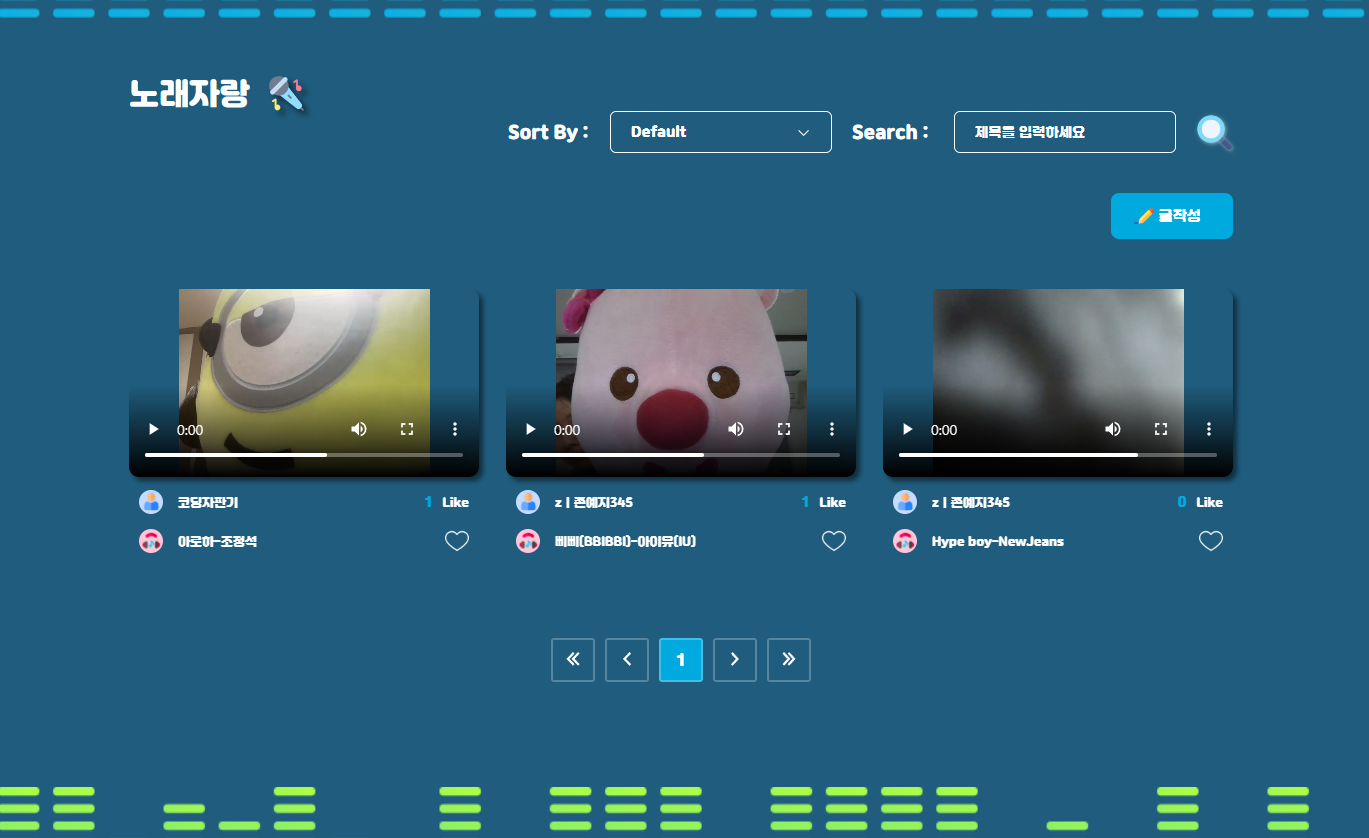 노래자랑
Sort By : Default Search : 제목을 입력하세요
글작성
0:00 0:00 0:00
코딩자판기 1 Like z | 존예지345 1 Like z | 존예지345 0 Like
아로하-조정석 삐삐(BBIBBI)-아이유(IU) Hype boy-NewJeans
1